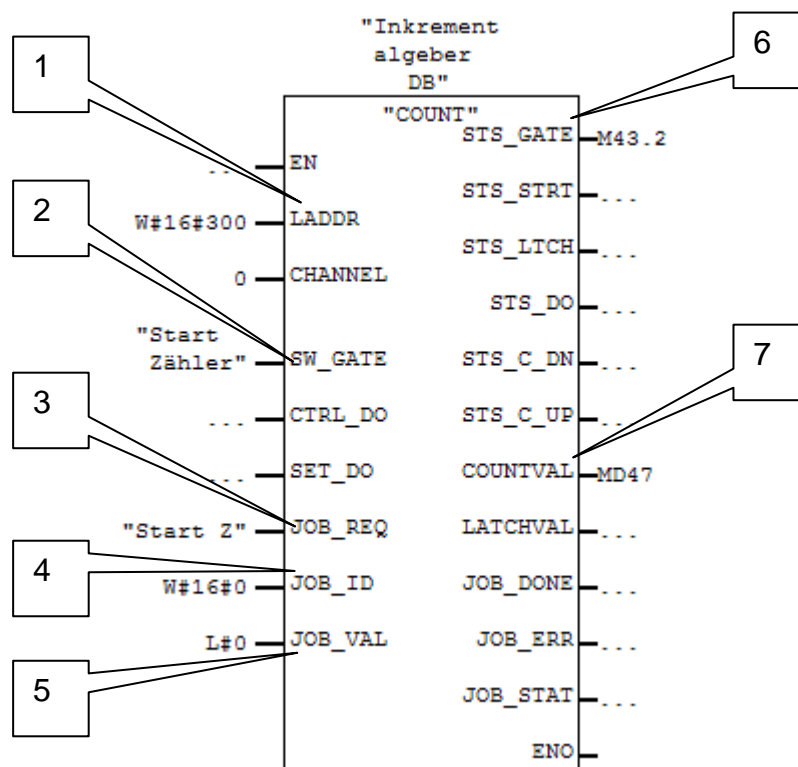 "Inkrement
algeber
DB"
"COUNT"
1
2
3
4
5
6
7
... EN
W#16#300 LADDR
0 CHANNEL
"Start
Zähler" SW_GATE
... CTRL_DO
... SET_DO
"Start Z" JOB_REQ
W#16#0 JOB_ID
L#0 JOB_VAL
STS_GATE M43.2
STS_STRT ...
STS_LTCH ...
STS_DO ...
STS_C_DN ...
STS_C_UP ...
COUNTVAL MD47
LATCHVAL ...
JOB_DONE ...
JOB_ERR ...
JOB_STAT ...
ENO